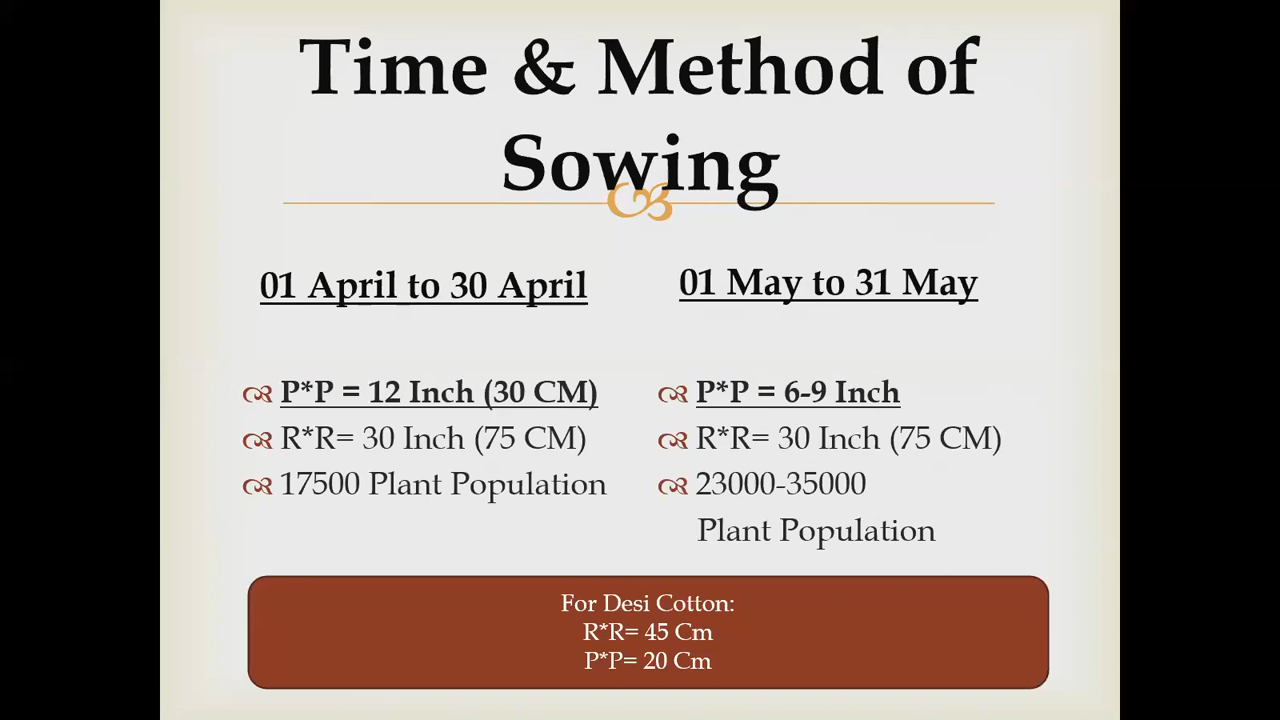 Time & Method of
Sowing
01 April to 30 April
P*P = 12 Inch (30 CM)
R*R= 30 Inch (75 CM)
17500 Plant Population
01 May to 31 May
P*P = 6-9 Inch
R*R= 30 Inch (75 CM)
23000-35000
Plant Population
For Desi Cotton:
R*R= 45 Cm
P*P= 20 Cm